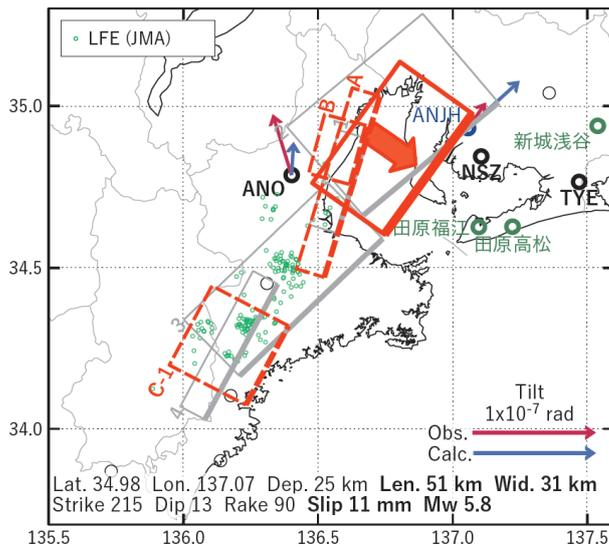 LFE (JMA)
35.0
34.5
34.0
A
B
ANJH
新城浅谷
NSZ
ANO
TYE
田原福江
田原高松
3
C-1
4
Tilt
1x10-7 rad
Obs.
Calc.
Lat. 34.98 Lon. 137.07 Dep. 25 km Len. 51 km Wid. 31 km
Strike 215 Dip 13 Rake 90 Slip 11 mm Mw 5.8
135.5 136.0 136.5 137.0 137.5